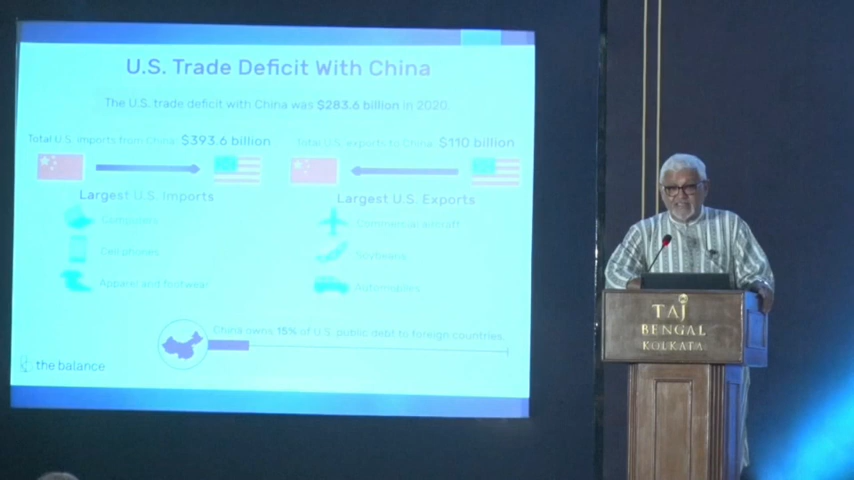 U.S. Trade Deficit With China
The U.S. trade deficit with China was $283.6 billion in 2020.
Total U.S. imports from China: $393.6 billion
Total U.S. exports to China: $110 billion
Largest U.S. Imports
Largest U.S. Exports
Computers
Commercial aircraft
Cell phones
Soybeans
Apparel and footwear
Automobiles
China owns 15% of U.S. public debt to foreign countries.
the balance
TAJ
BENGAL
KOLKATA